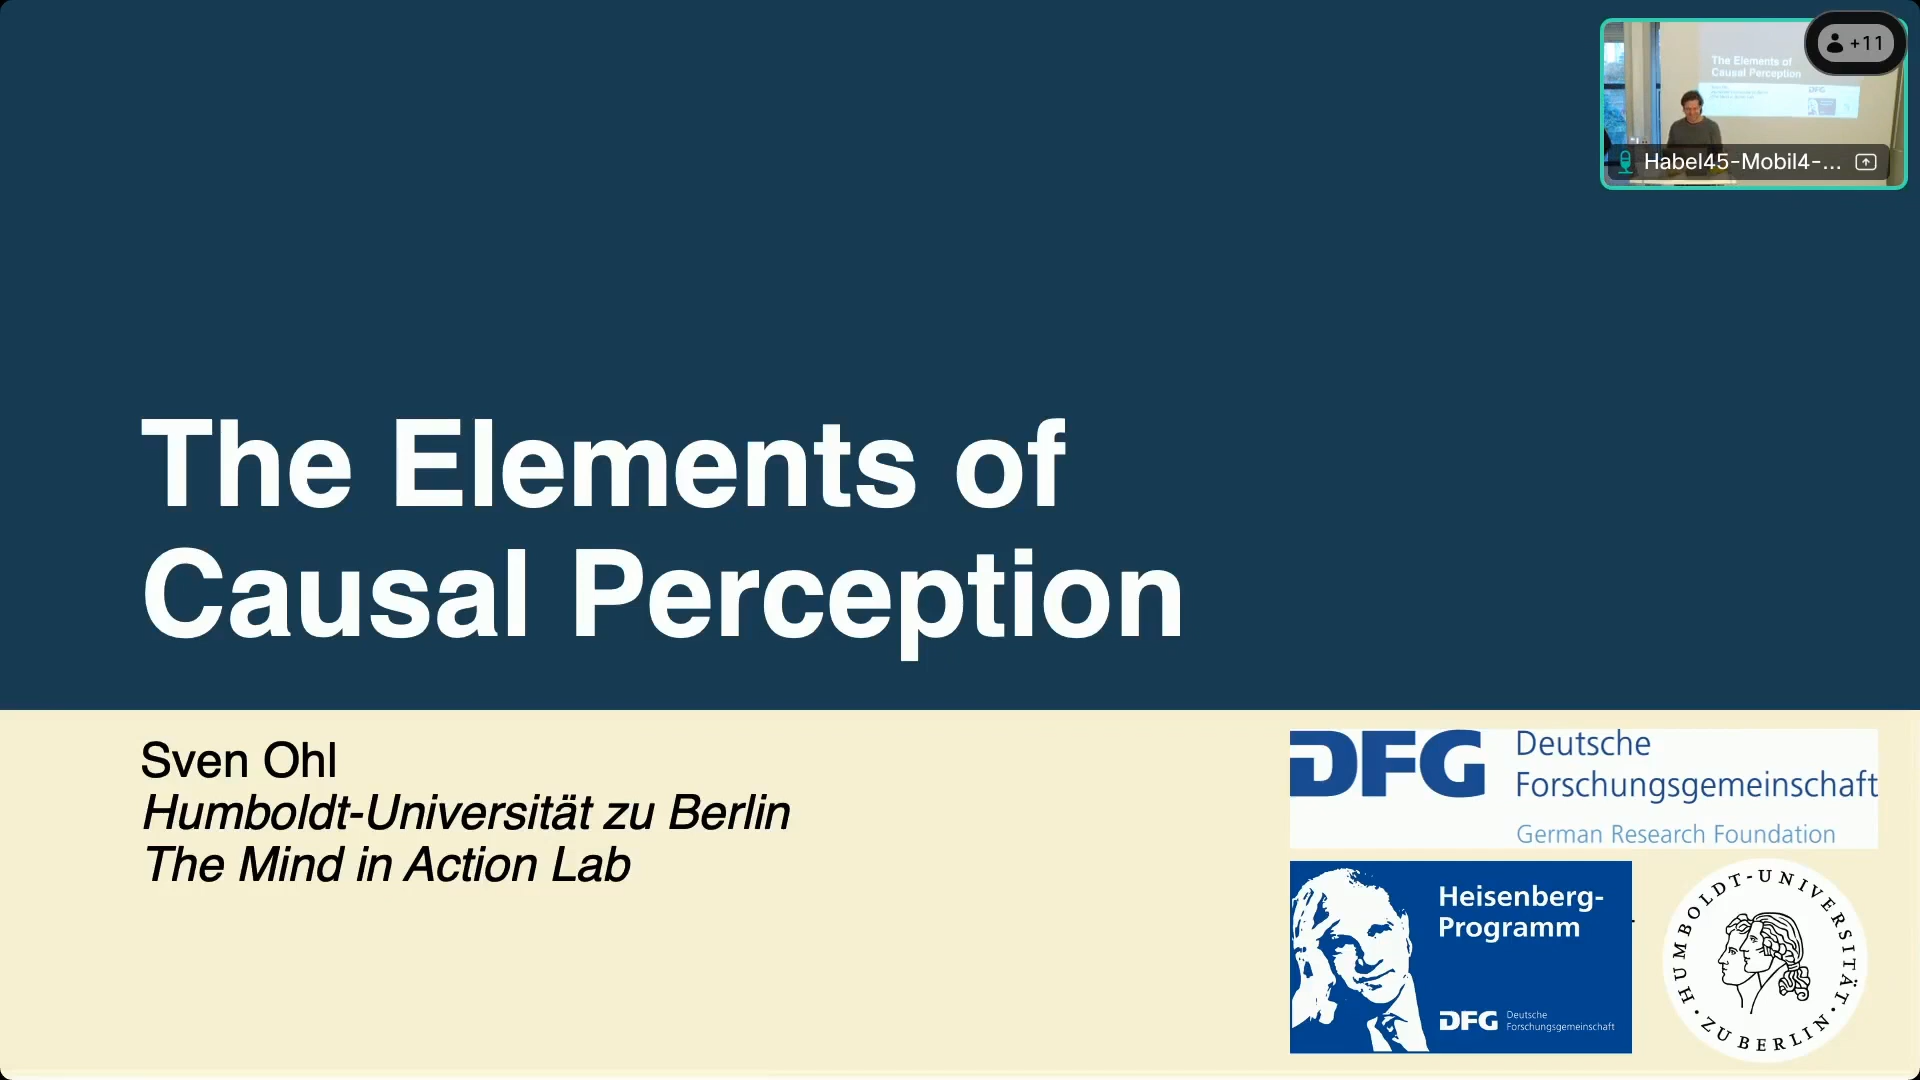 +11
The Elements of
Causal Perception
Habel45-Mobil4-...
The Elements of
Causal Perception
Sven Ohl
Humboldt-Universität zu Berlin
The Mind in Action Lab
DFG Deutsche
Forschungsgemeinschaft
German Research Foundation
Heisenberg-
Programm
DFG Deutsche
Forschungsgemeinschaft
HUMBOLDT-UNIVERSITÄT · ZU BERLIN ·